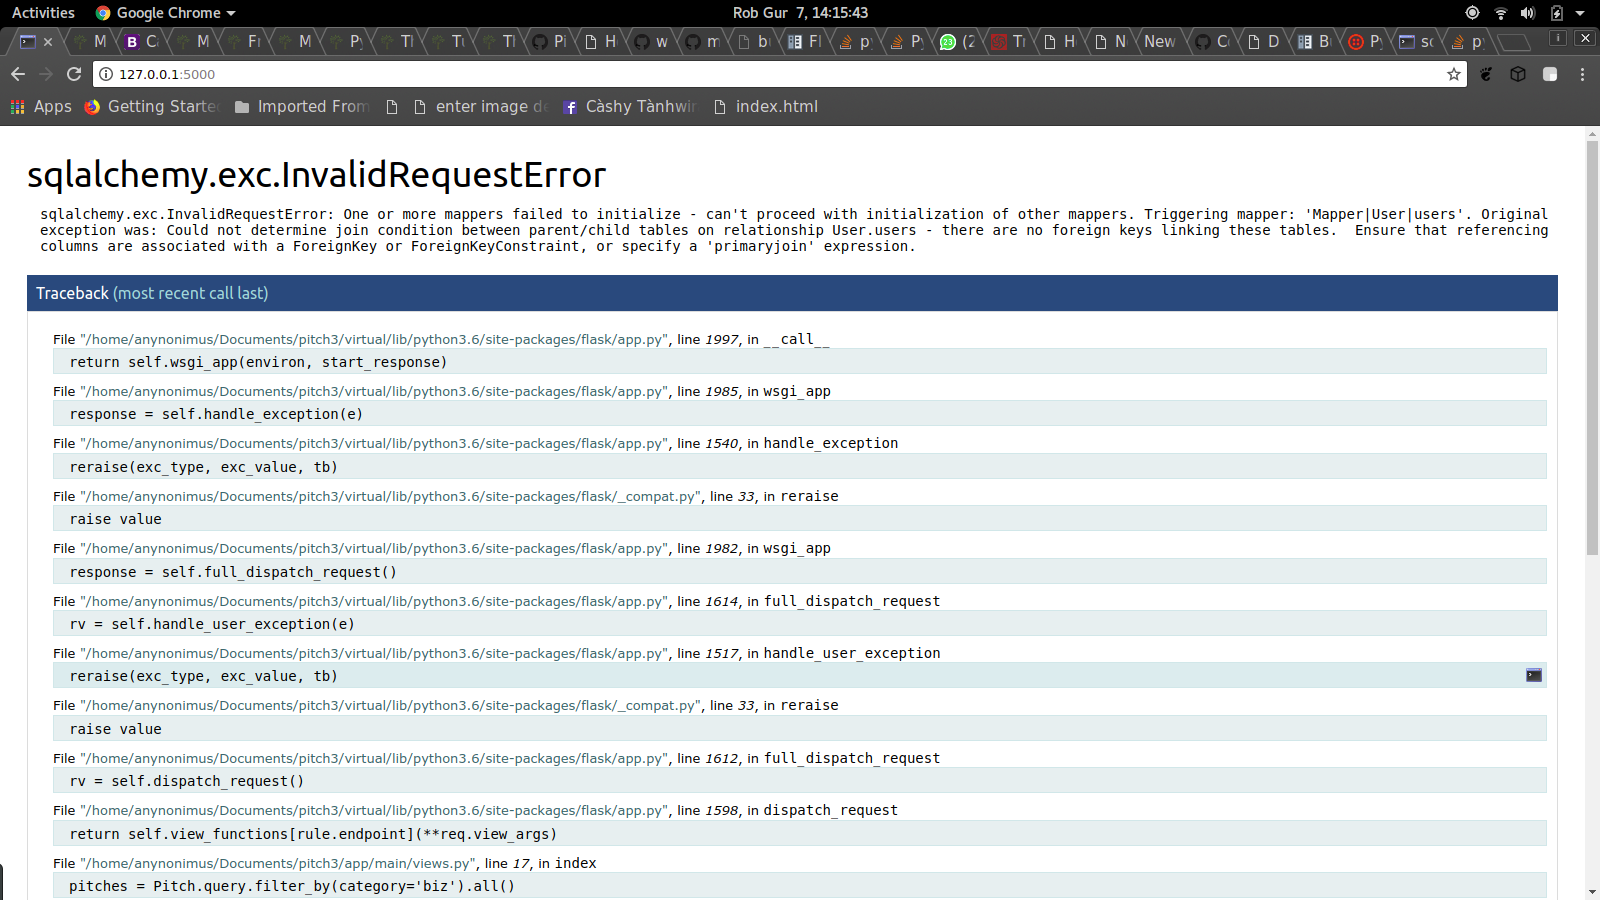 Activities Google Chrome Rob Gur 7, 14:15:43
M C M Fr M Py Tl Tu Tl Pi H w m b Fl p Py (2 Tr H N New C D B Py sc p
127.0.0.1:5000
Apps Getting Starte Imported From enter image de Càshy Tànhwir index.html
sqlalchemy.exc.InvalidRequestError
sqlalchemy.exc.InvalidRequestError: One or more mappers failed to initialize - can't proceed with initialization of other mappers. Triggering mapper: 'Mapper|User|users'. Original
exception was: Could not determine join condition between parent/child tables on relationship User.users - there are no foreign keys linking these tables.  Ensure that referencing
columns are associated with a ForeignKey or ForeignKeyConstraint, or specify a 'primaryjoin' expression.
Traceback (most recent call last)
File "/home/anynonimus/Documents/pitch3/virtual/lib/python3.6/site-packages/flask/app.py", line 1997, in __call__
return self.wsgi_app(environ, start_response)
File "/home/anynonimus/Documents/pitch3/virtual/lib/python3.6/site-packages/flask/app.py", line 1985, in wsgi_app
response = self.handle_exception(e)
File "/home/anynonimus/Documents/pitch3/virtual/lib/python3.6/site-packages/flask/app.py", line 1540, in handle_exception
reraise(exc_type, exc_value, tb)
File "/home/anynonimus/Documents/pitch3/virtual/lib/python3.6/site-packages/flask/_compat.py", line 33, in reraise
raise value
File "/home/anynonimus/Documents/pitch3/virtual/lib/python3.6/site-packages/flask/app.py", line 1982, in wsgi_app
response = self.full_dispatch_request()
File "/home/anynonimus/Documents/pitch3/virtual/lib/python3.6/site-packages/flask/app.py", line 1614, in full_dispatch_request
rv = self.handle_user_exception(e)
File "/home/anynonimus/Documents/pitch3/virtual/lib/python3.6/site-packages/flask/app.py", line 1517, in handle_user_exception
reraise(exc_type, exc_value, tb)
File "/home/anynonimus/Documents/pitch3/virtual/lib/python3.6/site-packages/flask/_compat.py", line 33, in reraise
raise value
File "/home/anynonimus/Documents/pitch3/virtual/lib/python3.6/site-packages/flask/app.py", line 1612, in full_dispatch_request
rv = self.dispatch_request()
File "/home/anynonimus/Documents/pitch3/virtual/lib/python3.6/site-packages/flask/app.py", line 1598, in dispatch_request
return self.view_functions[rule.endpoint](**req.view_args)
File "/home/anynonimus/Documents/pitch3/app/main/views.py", line 17, in index
pitches = Pitch.query.filter_by(category='biz').all()